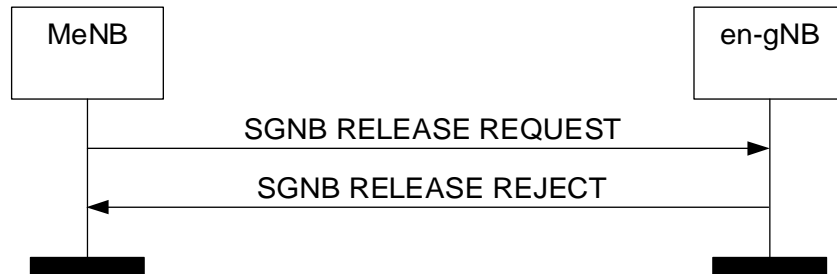 MeNB
en-gNB
SGNB RELEASE REQUEST
SGNB RELEASE REJECT